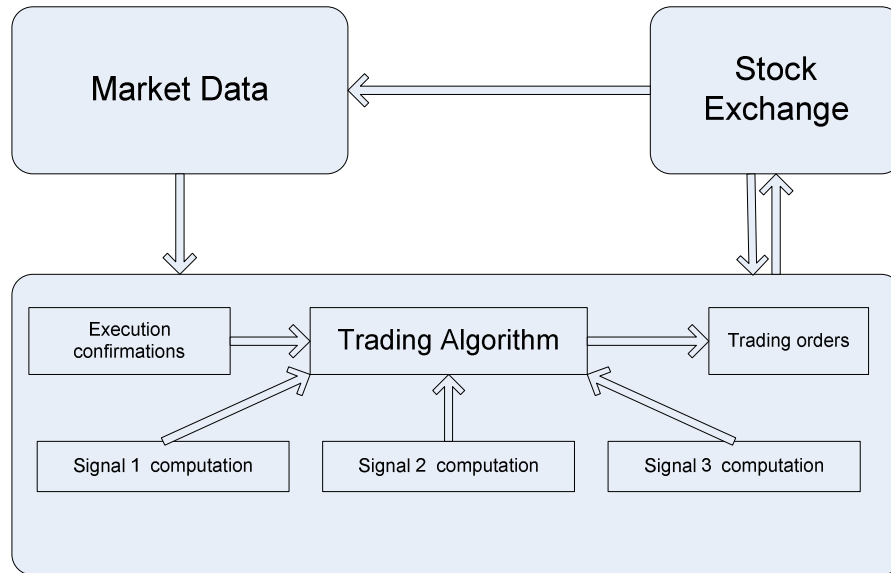 Market Data
Stock
Exchange
Execution
confirmations
Trading Algorithm
Trading orders
Signal 1 computation
Signal 2 computation
Signal 3 computation